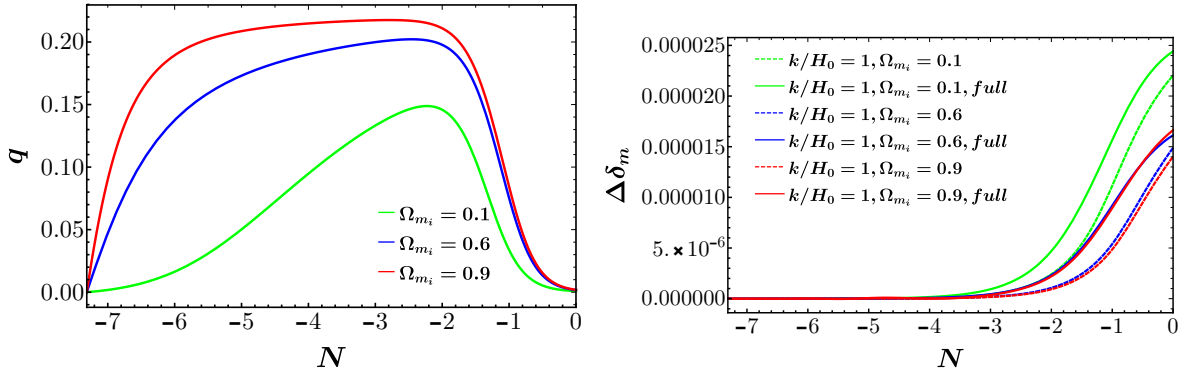 0.20
0.15
0.10
0.05
0.00
q
Ω_{m_i} = 0.1
Ω_{m_i} = 0.6
Ω_{m_i} = 0.9
−7 −6 −5 −4 −3 −2 −1 0
N
0.000025
0.000020
0.000015
0.000010
5.×10^{-6}
0.000000
Δδ_m
k/H_0 = 1, Ω_{m_i} = 0.1
k/H_0 = 1, Ω_{m_i} = 0.1, full
k/H_0 = 1, Ω_{m_i} = 0.6
k/H_0 = 1, Ω_{m_i} = 0.6, full
k/H_0 = 1, Ω_{m_i} = 0.9
k/H_0 = 1, Ω_{m_i} = 0.9, full
−7 −6 −5 −4 −3 −2 −1 0
N